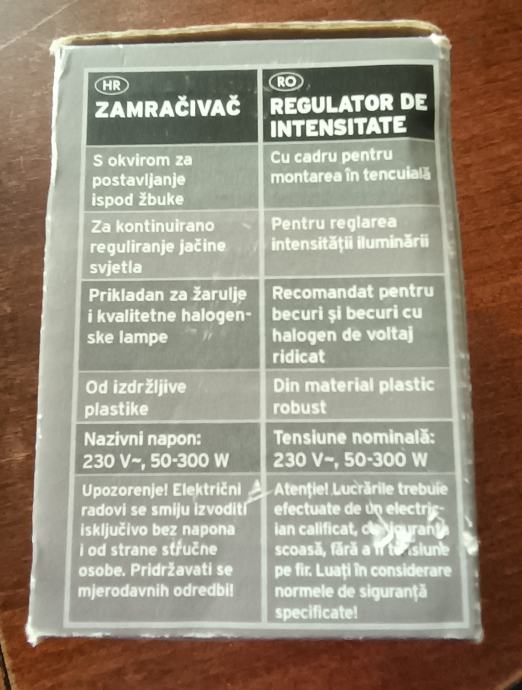 HR
ZAMRAČIVAČ
S okvirom za
postavljanje
ispod žbuke
Za kontinuirano
reguliranje jačine
svjetla
Prikladan za žarulje
i kvalitetne halogen-
ske lampe
Od izdržljive
plastike
Nazivni napon:
230 V~, 50-300 W
Upozorenje! Električni
radovi se smiju izvoditi
isključivo bez napona
i od strane stručne
osobe. Pridržavati se
mjerodavnih odredbi!
RO
REGULATOR DE
INTENSITATE
Cu cadru pentru
montarea în tencuială
Pentru reglarea
intensității iluminării
Recomandat pentru
becuri și becuri cu
halogen de voltaj
ridicat
Din material plastic
robust
Tensiune nominală:
230 V~, 50-300 W
Atenție! Lucrările trebuie
efectuate de un electric-
ian calificat, cu
scoasă, fără a fi tensiune
pe fir. Luați în considerare
normele de siguranță
specificate!